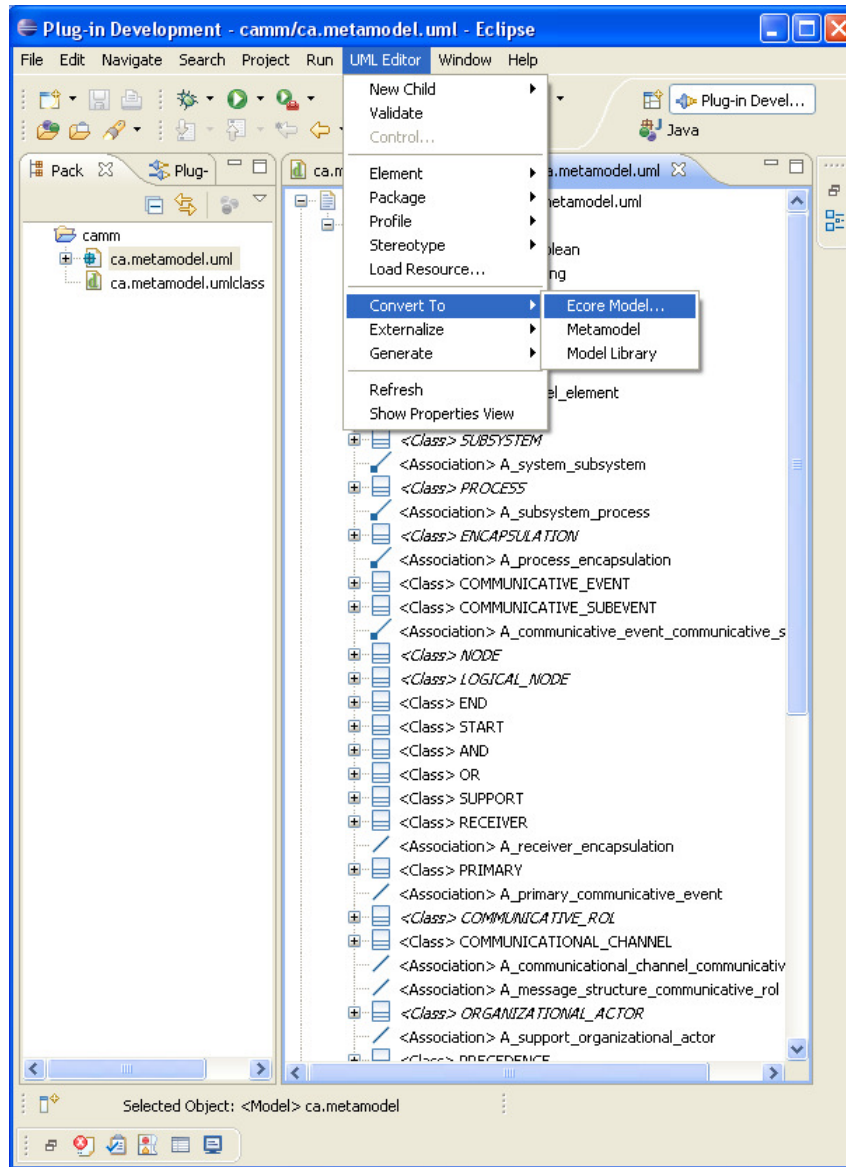 Plug-in Development - camm/ca.metamodel.uml - Eclipse
File Edit Navigate Search Project Run UML Editor Window Help
Plug-in Devel...
Java
Pack
Plug-
camm
ca.metamodel.uml
ca.metamodel.umlclass
New Child
Validate
Control...
Element
Package
Profile
Stereotype
Load Resource...
Convert To
Externalize
Generate
Refresh
Show Properties View
Ecore Model...
Metamodel
Model Library
ca.m
a.metamodel.uml
etamodel.uml
olean
ng
el_element
<Class> SUBSYSTEM
<Association> A_system_subsystem
<Class> PROCESS
<Association> A_subsystem_process
<Class> ENCAPSULATION
<Association> A_process_encapsulation
<Class> COMMUNICATIVE_EVENT
<Class> COMMUNICATIVE_SUBEVENT
<Association> A_communicative_event_communicative_s
<Class> NODE
<Class> LOGICAL_NODE
<Class> END
<Class> START
<Class> AND
<Class> OR
<Class> SUPPORT
<Class> RECEIVER
<Association> A_receiver_encapsulation
<Class> PRIMARY
<Association> A_primary_communicative_event
<Class> COMMUNICATIVE_ROL
<Class> COMMUNICATIONAL_CHANNEL
<Association> A_communicational_channel_communicativ
<Association> A_message_structure_communicative_rol
<Class> ORGANIZATIONAL_ACTOR
<Association> A_support_organizational_actor
<Class> PRECEDENCE
Selected Object: <Model> ca.metamodel